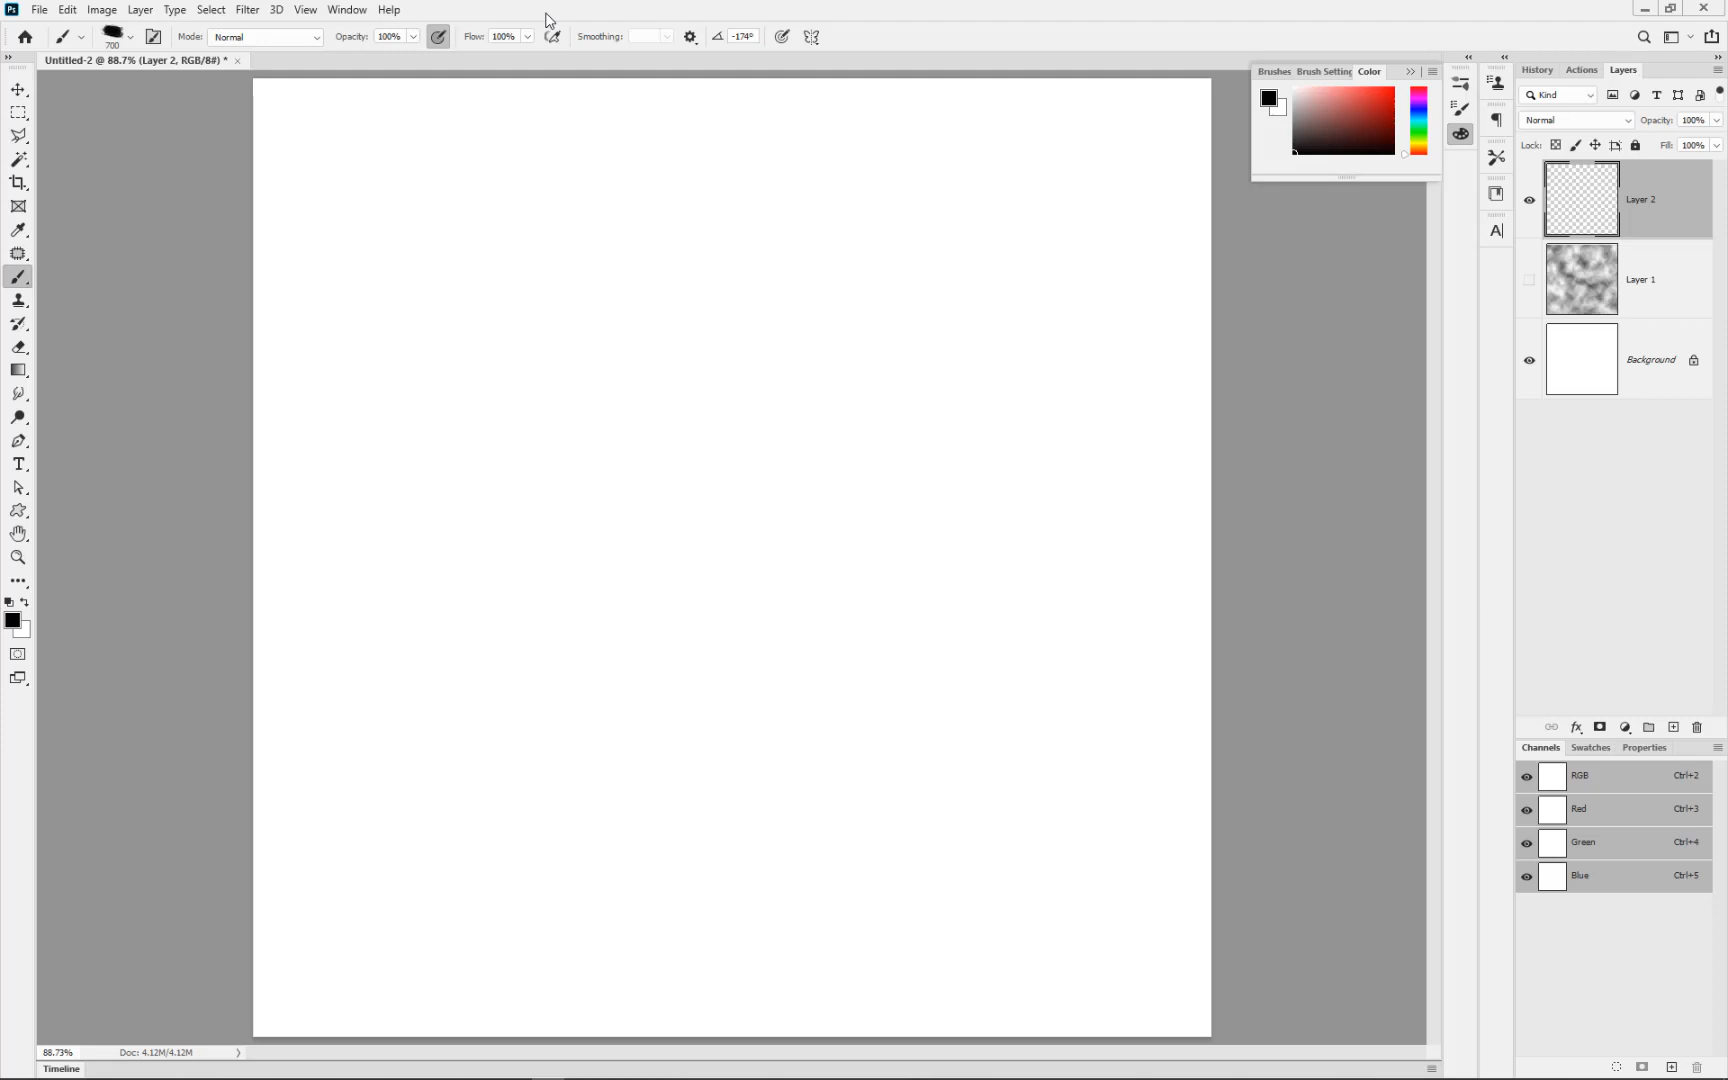 Ps File Edit Image Layer Type Select Filter 3D View Window Help
700 Mode: Normal Opacity: 100% Flow: 100% Smoothing: -174°
Untitled-2 @ 88.7% (Layer 2, RGB/8#) * ×
Brushes Brush Setting Color
History Actions Layers
Kind
Normal Opacity: 100%
Lock: Fill: 100%
Layer 2
Layer 1
Background
fx
Channels Swatches Properties
RGB Ctrl+2
Red Ctrl+3
Green Ctrl+4
Blue Ctrl+5
88.73% Doc: 4.12M/4.12M
Timeline